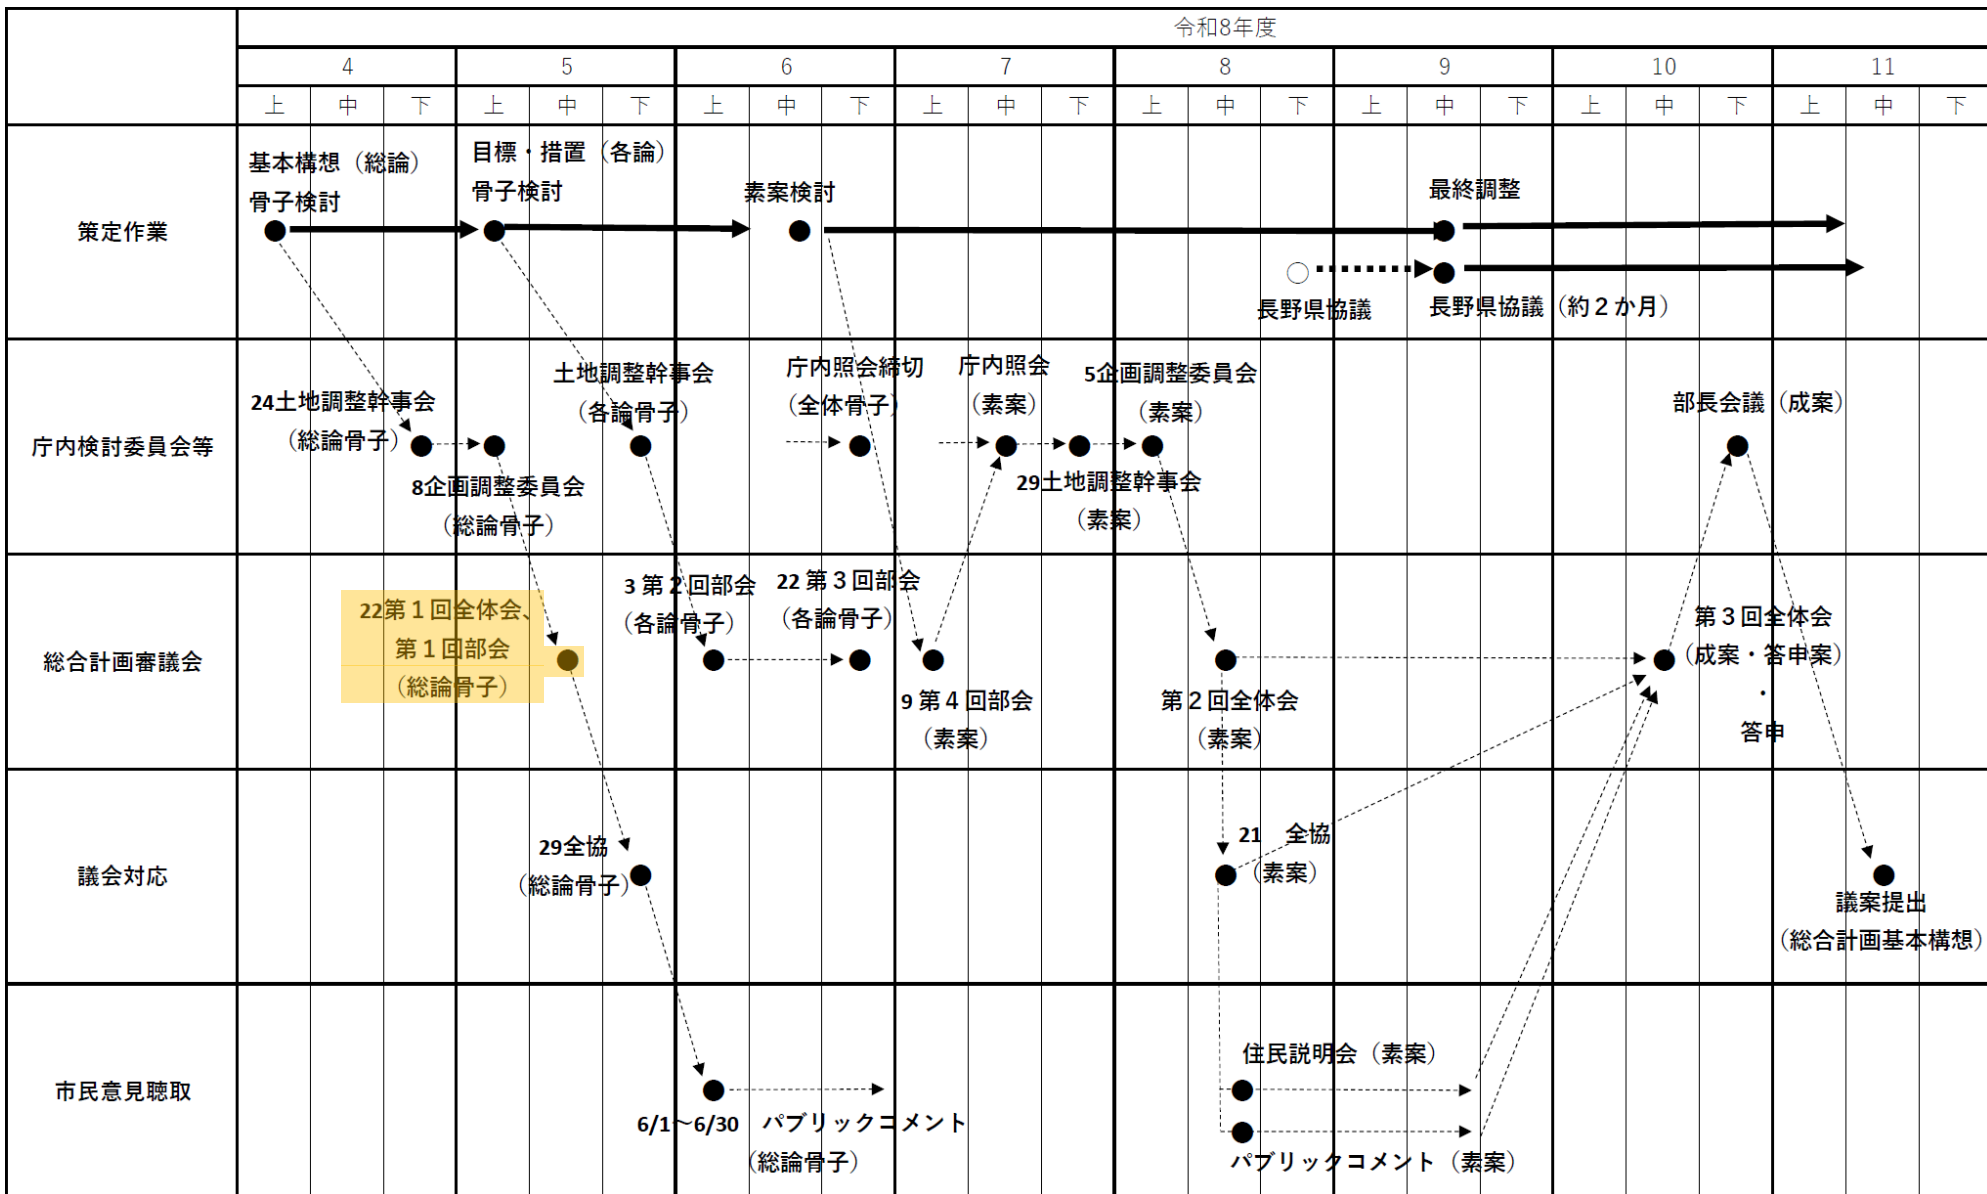 令和8年度
4 5 6 7 8 9 10 11
上 中 下 上 中 下 上 中 下 上 中 下 上 中 下 上 中 下 上 中 下 上 中 下
策定作業
基本構想（総論）
骨子検討
目標・措置（各論）
骨子検討
素案検討
最終調整
長野県協議
長野県協議（約２か月）
庁内検討委員会等
24土地調整幹事会
（総論骨子）
8企画調整委員会
（総論骨子）
土地調整幹事会
（各論骨子）
庁内照会締切
（全体骨子）
庁内照会
（素案）
29土地調整幹事会
（素案）
5企画調整委員会
（素案）
部長会議（成案）
総合計画審議会
22第１回全体会、
第１回部会
（総論骨子）
3 第２回部会
（各論骨子）
22 第３回部会
（各論骨子）
9 第４回部会
（素案）
第２回全体会
（素案）
第３回全体会
（成案・答申案）
・
答申
議会対応
29全協
（総論骨子）
21　全協
（素案）
議案提出
（総合計画基本構想）
市民意見聴取
6/1～6/30　パブリックコメント
（総論骨子）
住民説明会（素案）
パブリックコメント（素案）